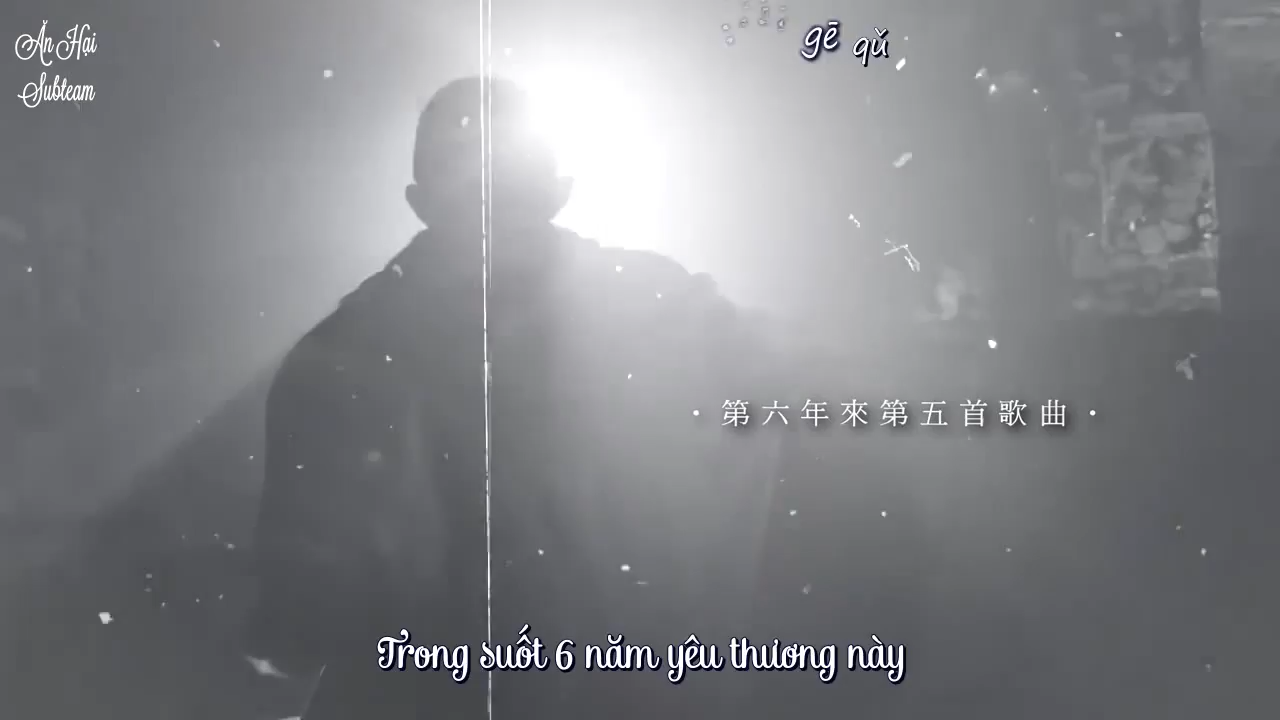 Ăn Hại
Subteam
gē qǔ
· 第六年來第五首歌曲 ·
Trong suốt 6 năm yêu thương này